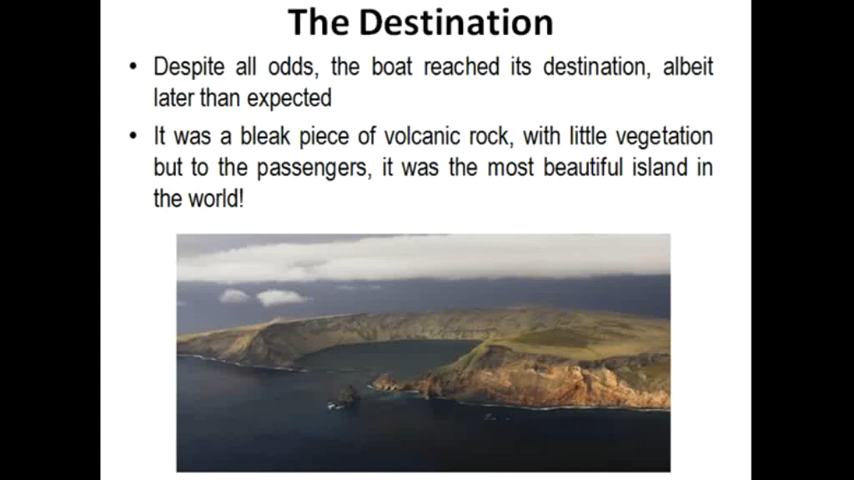 The Destination
• Despite all odds, the boat reached its destination, albeit
later than expected
• It was a bleak piece of volcanic rock, with little vegetation
but to the passengers, it was the most beautiful island in
the world!